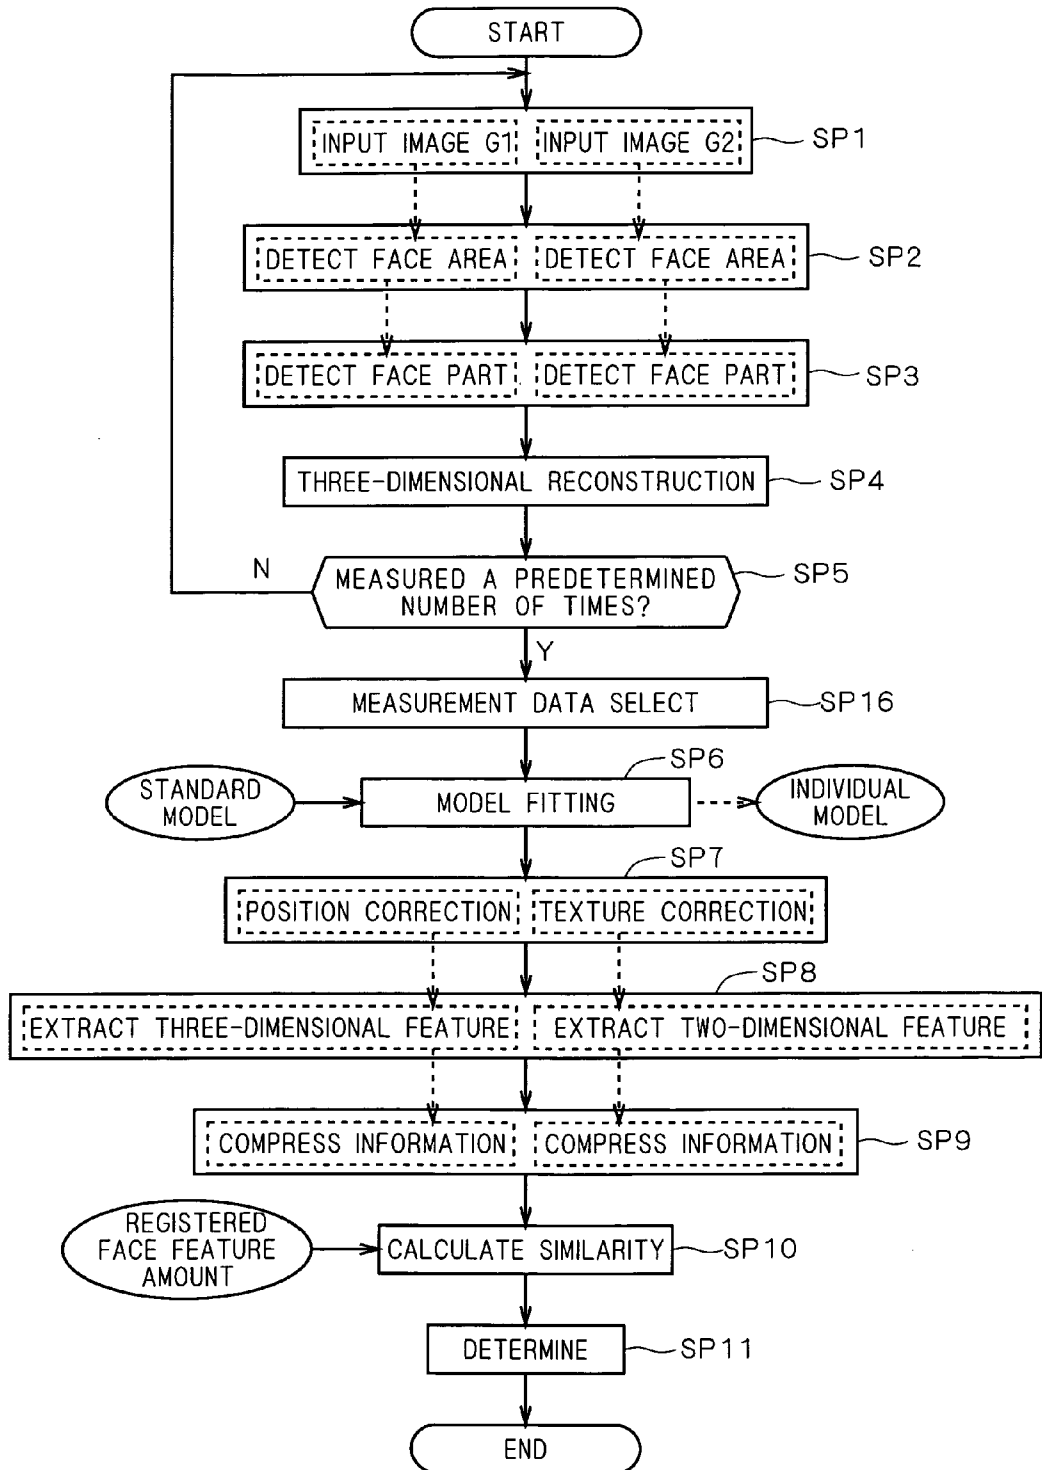 START
INPUT IMAGE G1 INPUT IMAGE G2 SP1
DETECT FACE AREA DETECT FACE AREA SP2
DETECT FACE PART DETECT FACE PART SP3
THREE-DIMENSIONAL RECONSTRUCTION SP4
N
MEASURED A PREDETERMINED
NUMBER OF TIMES?
SP5
Y
MEASUREMENT DATA SELECT SP16
SP6
STANDARD
MODEL
MODEL FITTING
INDIVIDUAL
MODEL
SP7
POSITION CORRECTION TEXTURE CORRECTION
SP8
EXTRACT THREE-DIMENSIONAL FEATURE EXTRACT TWO-DIMENSIONAL FEATURE
COMPRESS INFORMATION COMPRESS INFORMATION SP9
REGISTERED
FACE FEATURE
AMOUNT
CALCULATE SIMILARITY SP10
DETERMINE SP11
END